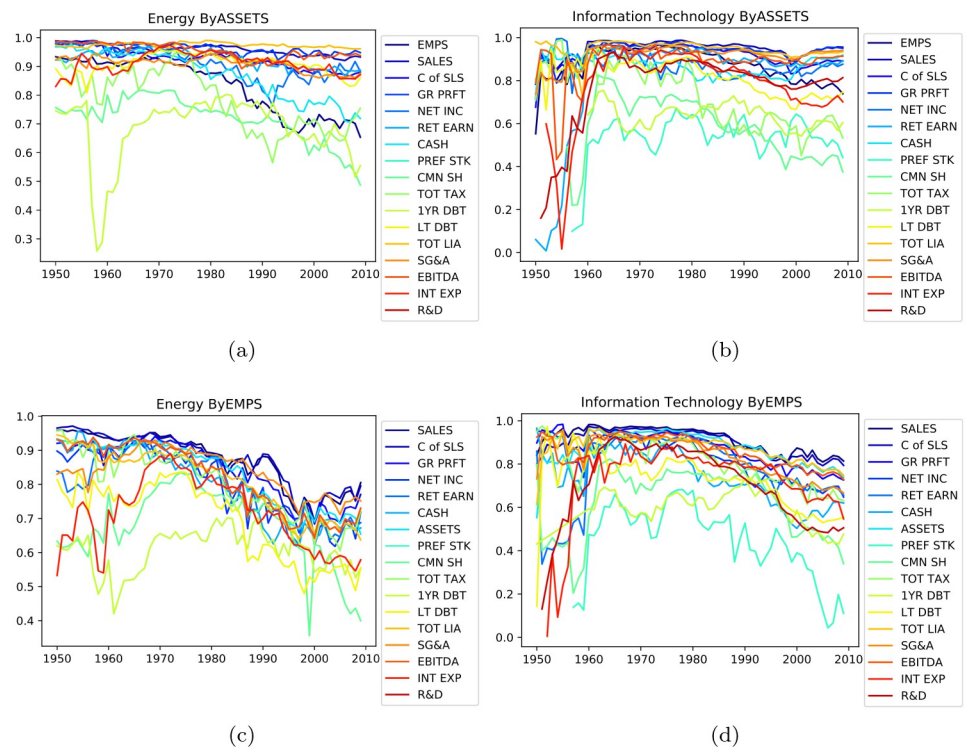 Energy ByASSETS
1.0
0.9
0.8
0.7
0.6
0.5
0.4
0.3
1950 1960 1970 1980 1990 2000 2010
EMPS
SALES
C of SLS
GR PRFT
NET INC
RET EARN
CASH
PREF STK
CMN SH
TOT TAX
1YR DBT
LT DBT
TOT LIA
SG&A
EBITDA
INT EXP
R&D
(a)
Information Technology ByASSETS
1.0
0.8
0.6
0.4
0.2
0.0
1950 1960 1970 1980 1990 2000 2010
EMPS
SALES
C of SLS
GR PRFT
NET INC
RET EARN
CASH
PREF STK
CMN SH
TOT TAX
1YR DBT
LT DBT
TOT LIA
SG&A
EBITDA
INT EXP
R&D
(b)
Energy ByEMPS
1.0
0.9
0.8
0.7
0.6
0.5
0.4
1950 1960 1970 1980 1990 2000 2010
SALES
C of SLS
GR PRFT
NET INC
RET EARN
CASH
ASSETS
PREF STK
CMN SH
TOT TAX
1YR DBT
LT DBT
TOT LIA
SG&A
EBITDA
INT EXP
R&D
(c)
Information Technology ByEMPS
1.0
0.8
0.6
0.4
0.2
0.0
1950 1960 1970 1980 1990 2000 2010
SALES
C of SLS
GR PRFT
NET INC
RET EARN
CASH
ASSETS
PREF STK
CMN SH
TOT TAX
1YR DBT
LT DBT
TOT LIA
SG&A
EBITDA
INT EXP
R&D
(d)